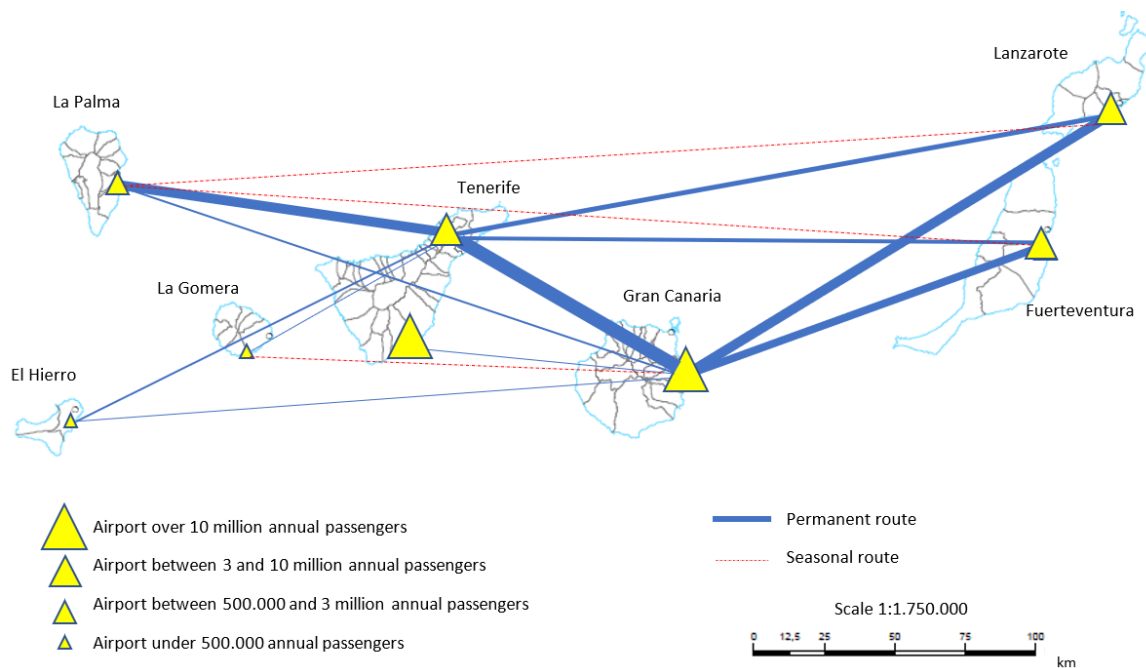 Lanzarote
La Palma
Tenerife
La Gomera
Gran Canaria
Fuerteventura
El Hierro
Airport over 10 million annual passengers
Airport between 3 and 10 million annual passengers
Airport between 500.000 and 3 million annual passengers
Airport under 500.000 annual passengers
Permanent route
Seasonal route
Scale 1:1.750.000
0 12,5 25 50 75 100
km